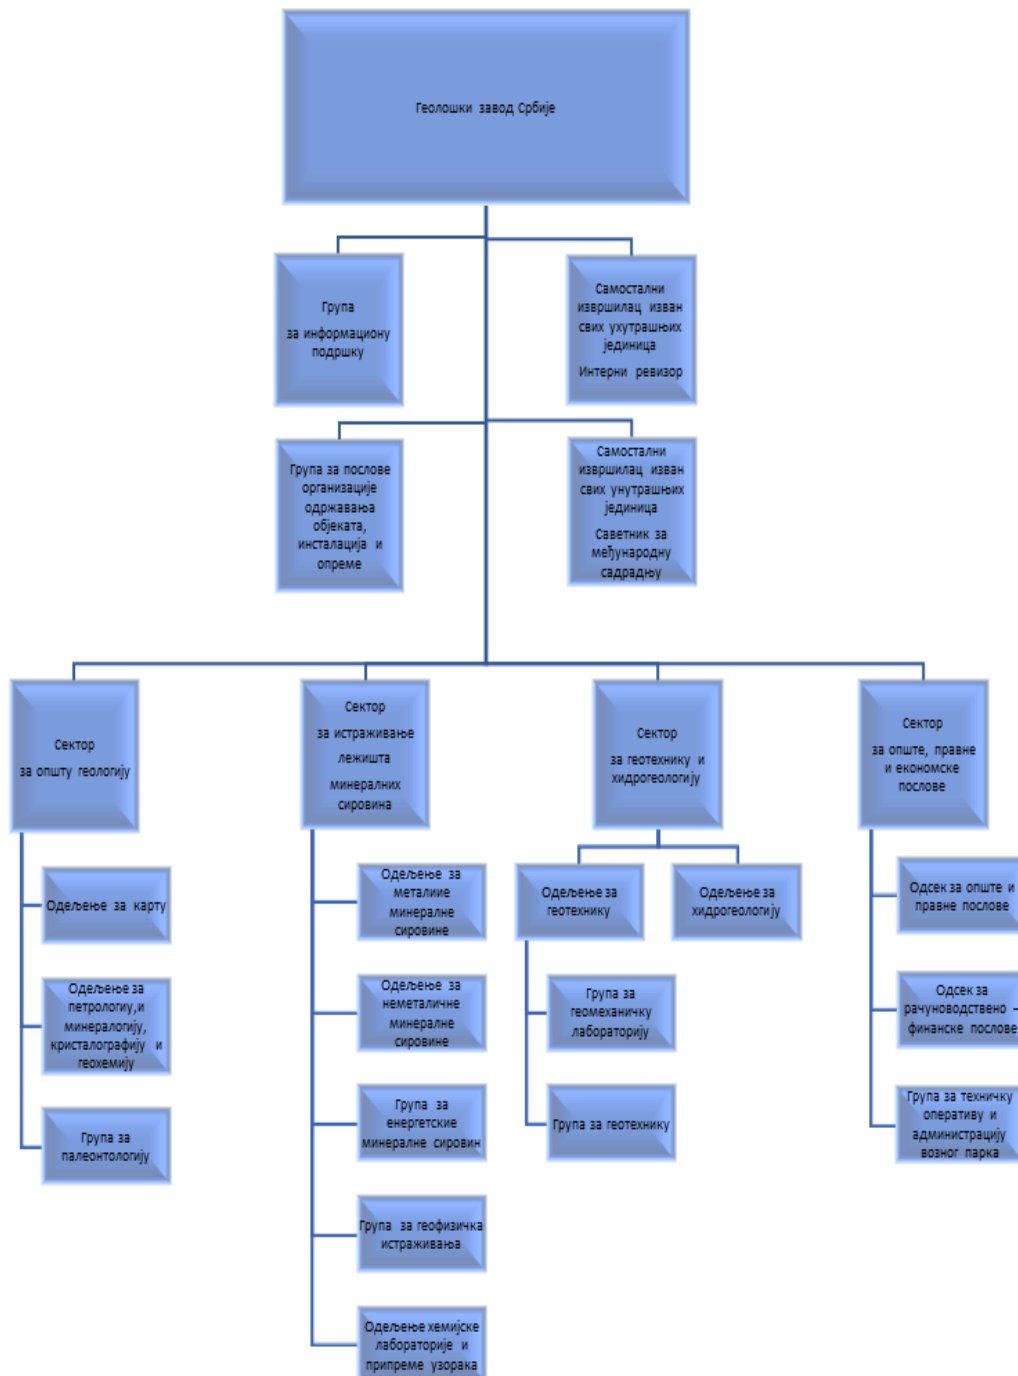 Геолошки завод Србије
Група
за информациону
подршку
Самостални
извршилац изван
свих ухутрашњих
јединица
Интерни ревизор
Група за послове
организације
одржавања
објеката,
инсталација и
опреме
Самостални
извршилац изван
свих унутрашњих
јединица
Саветник за
међународну
садрадњу
Сектор
за општу геологију
Сектор
за истраживање
лежишта
минералних
сировина
Сектор
за геотехнику и
хидрогеологију
Сектор
за опште, правне
и економске
послове
Одељење за карту
Одељење за
петрологиу,и
минералогију,
кристалографију и
геохемију
Група за
палеонтологију
Одељење за
металиие
минералне
сировине
Одељење за
неметаличне
минералне
сировине
Група за
енергетске
минералне сировин
Група за геофизичка
истраживања
Одељење хемијске
лабораторије и
припреме узорака
Одељење за
геотехнику
Група за
геомеханичку
лабораторију
Група за геотехнику
Одељење за
хидрогеологију
Одсек за опште и
правне послове
Одсек за
рачуноводствено –
финанске послове
Група за техничку
оперативу и
администрацију
возног парка